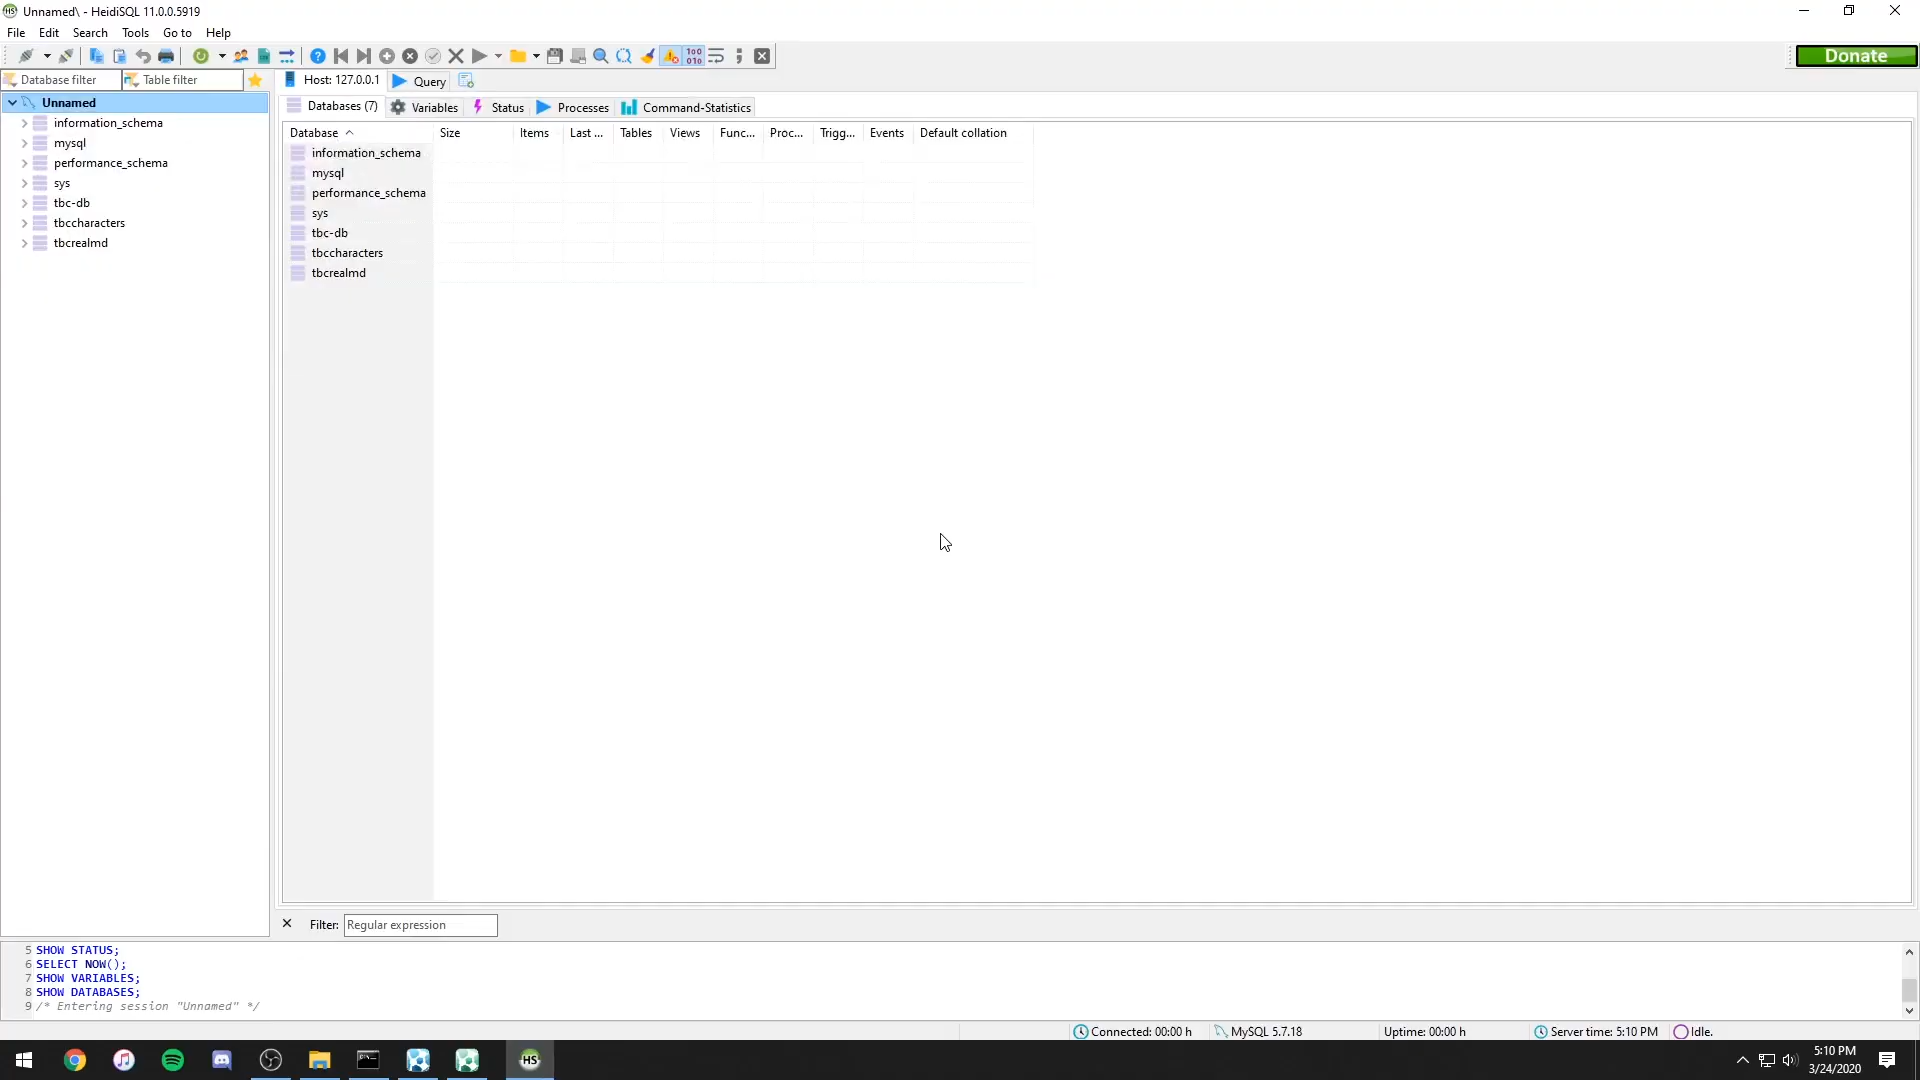 HS Unnamed\ - HeidiSQL 11.0.0.5919
File Edit Search Tools Go to Help
100 010
Donate
Database filter Table filter
Host: 127.0.0.1 Query
Databases (7) Variables Status Processes Command-Statistics
Unnamed
information_schema
mysql
performance_schema
sys
tbc-db
tbccharacters
tbcrealmd
Database Size Items Last ... Tables Views Func... Proc... Trigg... Events Default collation
information_schema
mysql
performance_schema
sys
tbc-db
tbccharacters
tbcrealmd
Filter: Regular expression
5 SHOW STATUS;
6 SELECT NOW();
7 SHOW VARIABLES;
8 SHOW DATABASES;
9 /* Entering session "Unnamed" */
Connected: 00:00 h MySQL 5.7.18 Uptime: 00:00 h Server time: 5:10 PM Idle.
HS
5:10 PM
3/24/2020